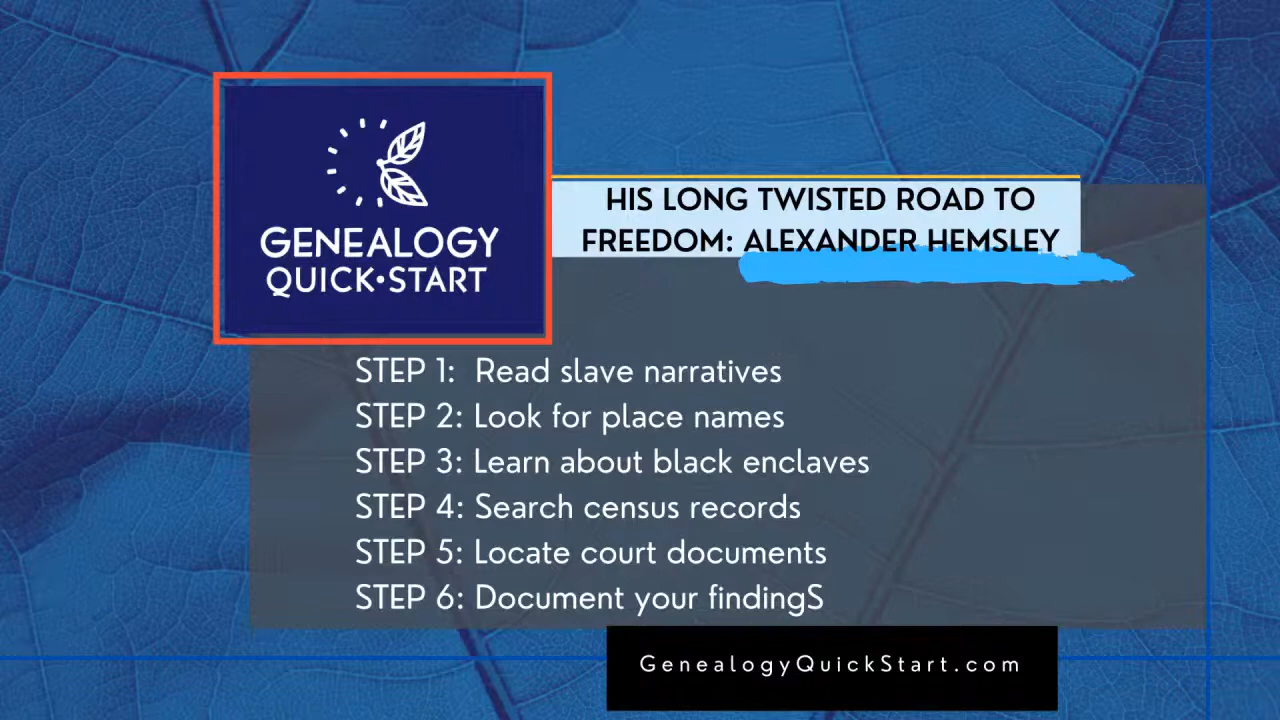 GENEALOGY
QUICK•START
HIS LONG TWISTED ROAD TO
FREEDOM: ALEXANDER HEMSLEY
STEP 1: Read slave narratives
STEP 2: Look for place names
STEP 3: Learn about black enclaves
STEP 4: Search census records
STEP 5: Locate court documents
STEP 6: Document your findingS
GenealogyQuickStart.com